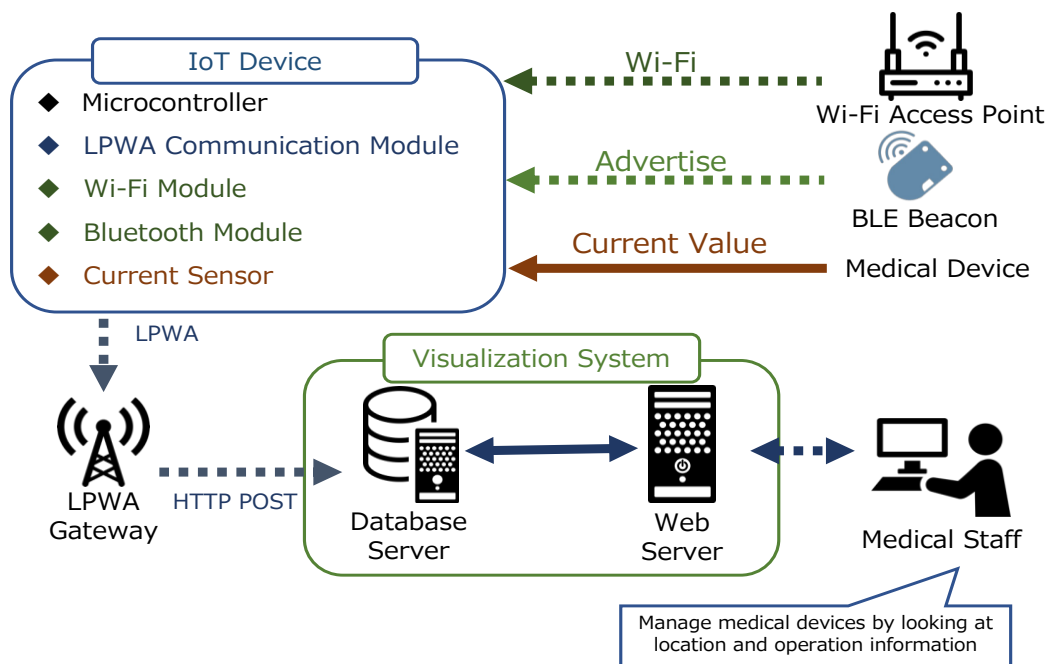 IoT Device
Microcontroller
LPWA Communication Module
Wi-Fi Module
Bluetooth Module
Current Sensor
Wi-Fi
Wi-Fi Access Point
Advertise
BLE Beacon
Current Value
Medical Device
LPWA
LPWA
Gateway
HTTP POST
Visualization System
Database
Server
Web
Server
Medical Staff
Manage medical devices by looking at
location and operation information